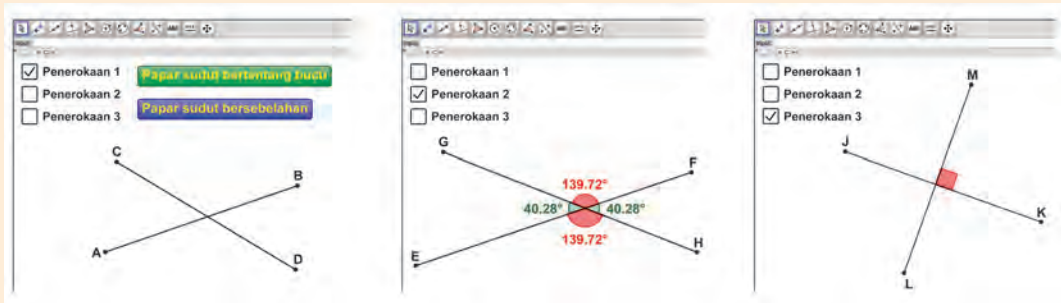 Penerokaan 1
Papar sudut bertentang bucu
Penerokaan 2
Papar sudut bersebelahan
Penerokaan 3
C
B
A
D
Penerokaan 1
Penerokaan 2
Penerokaan 3
G
F
139.72°
40.28° 40.28°
139.72°
E
H
Penerokaan 1
Penerokaan 2
Penerokaan 3
M
J
K
L